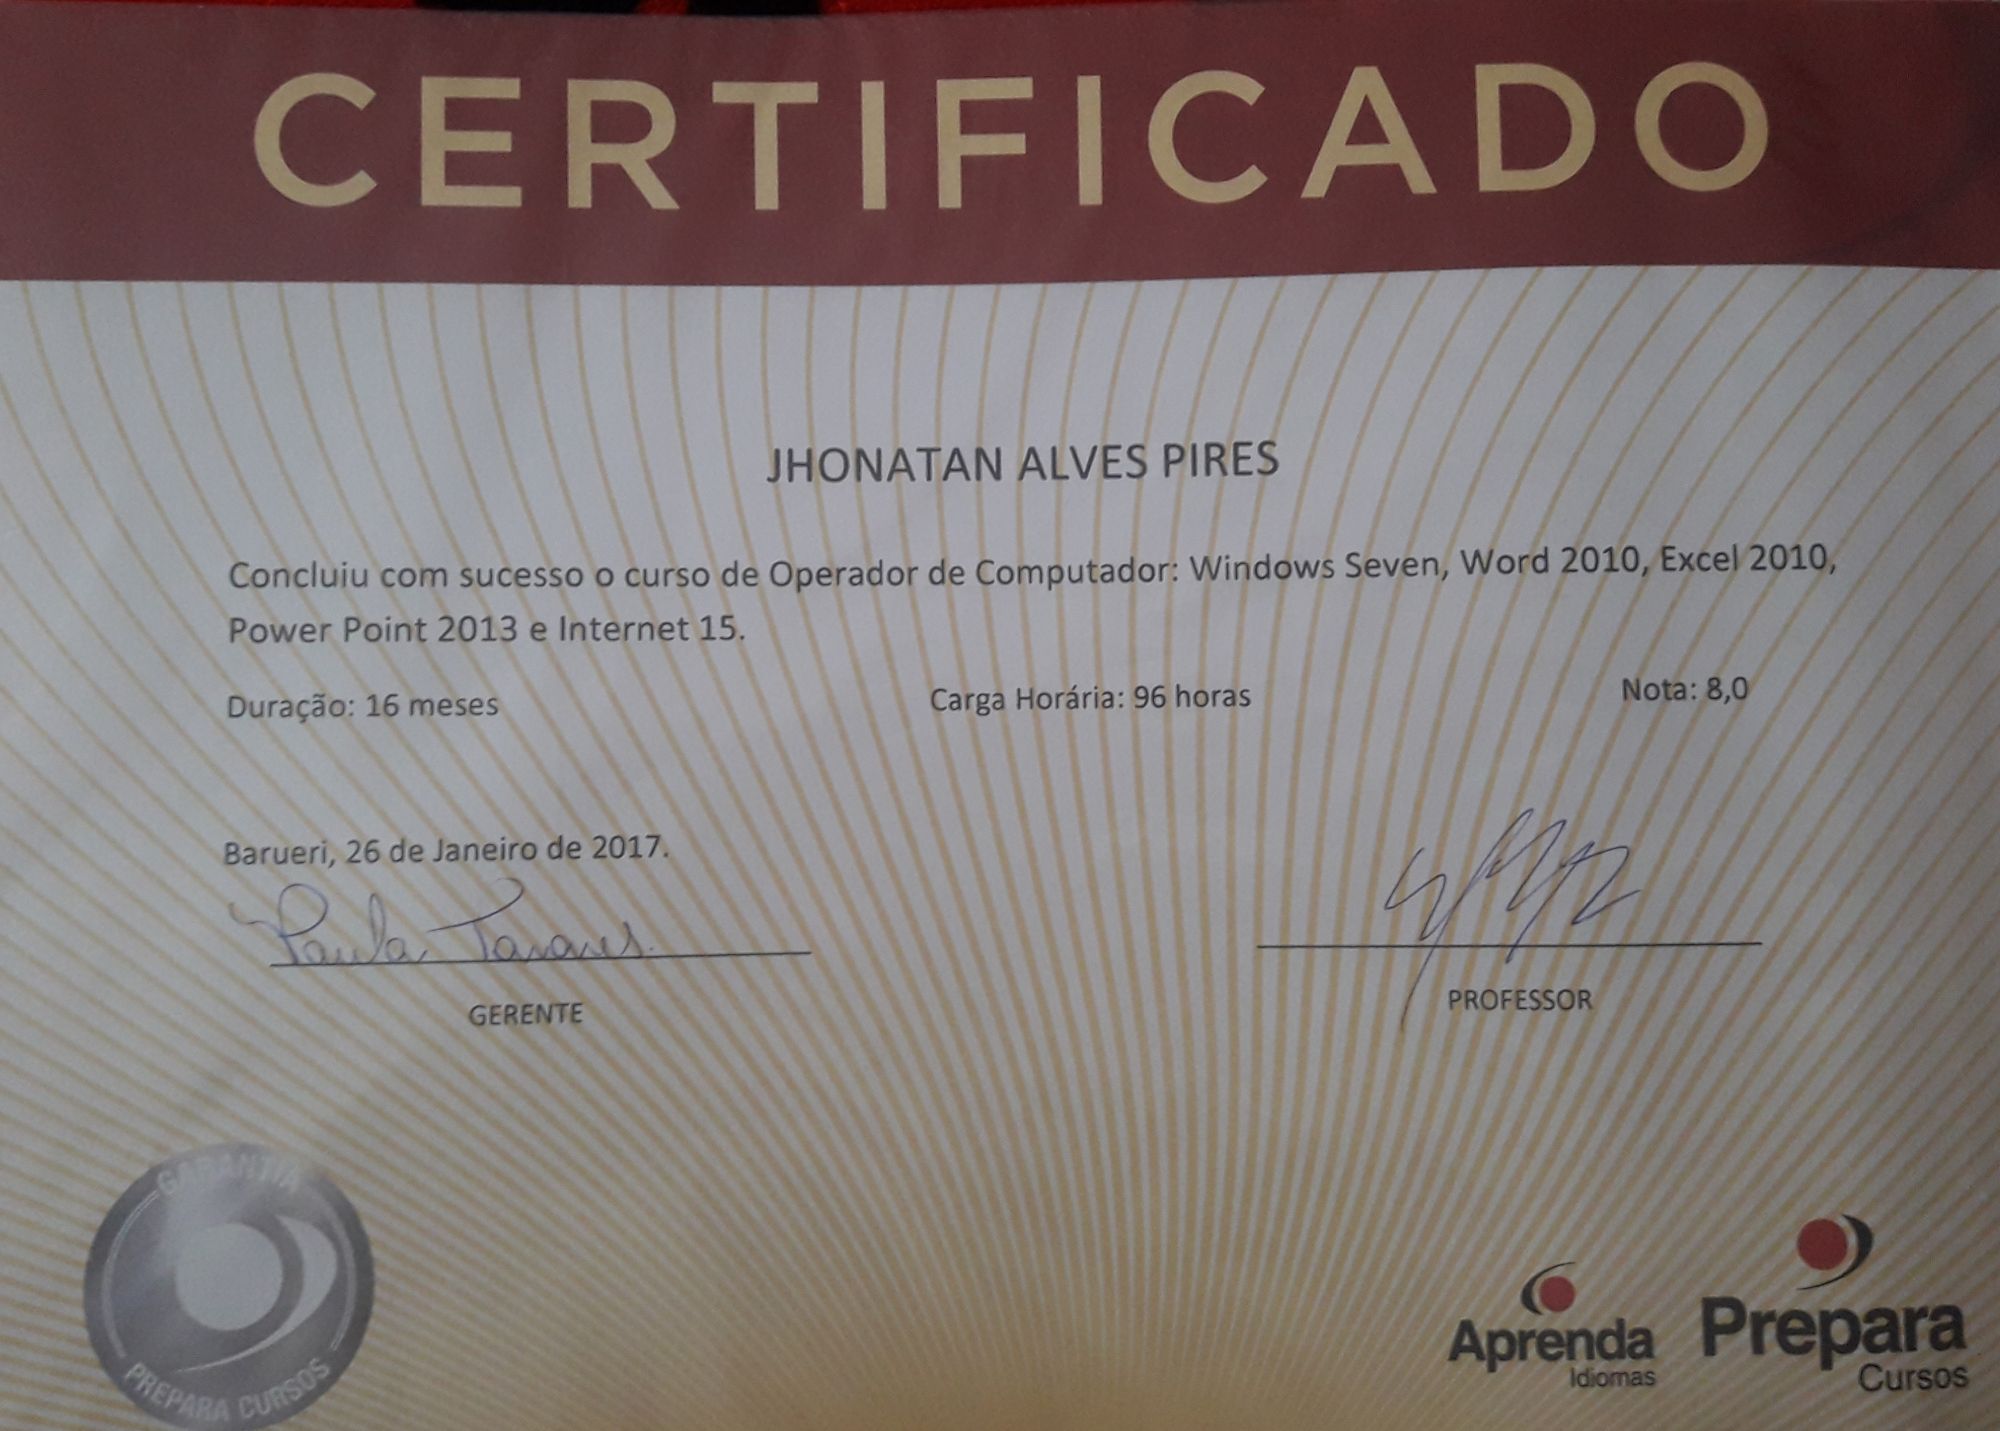 CERTIFICADO
JHONATAN ALVES PIRES
Concluiu com sucesso o curso de Operador de Computador: Windows Seven, Word 2010, Excel 2010,
Power Point 2013 e Internet 15.
Duração: 16 meses Carga Horária: 96 horas Nota: 8,0
Barueri, 26 de Janeiro de 2017.
Paula Tavares.
GERENTE
PROFESSOR
GARANTIA
PREPARA CURSOS
Aprenda
Idiomas
Prepara
Cursos